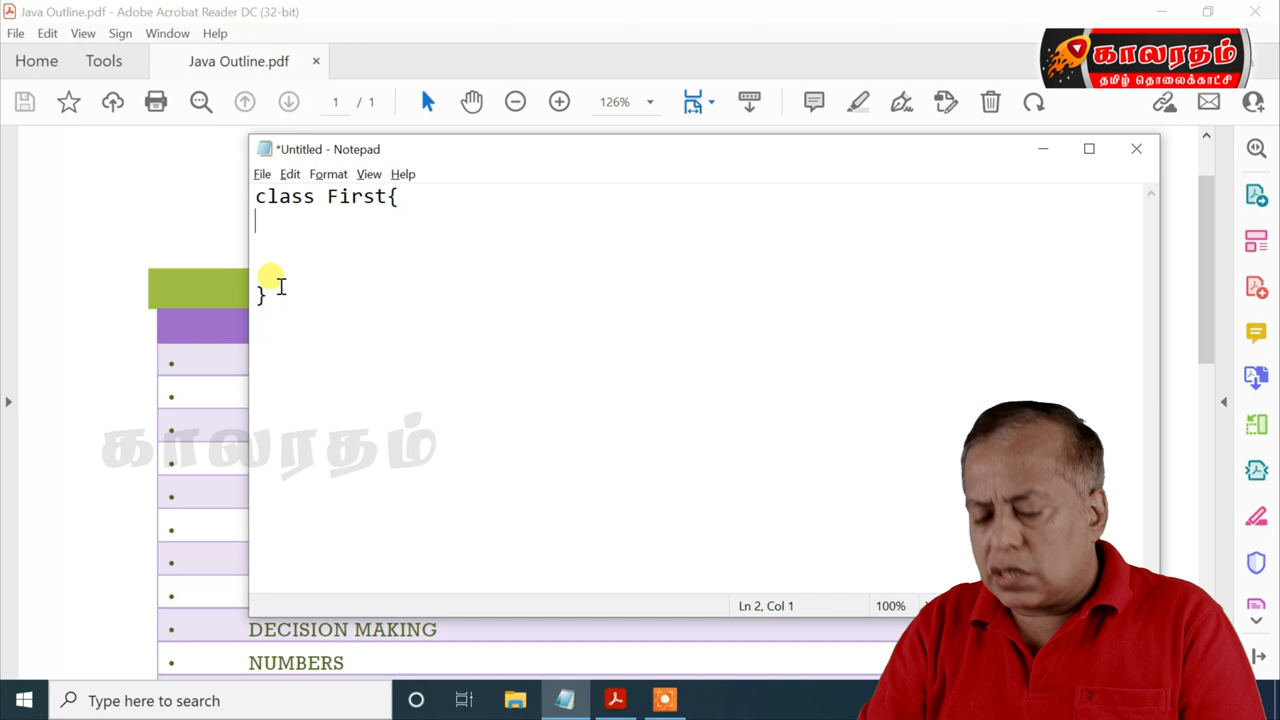 Java Outline.pdf - Adobe Acrobat Reader DC (32-bit)
File Edit View Sign Window Help
Home Tools Java Outline.pdf ×
காலரதம்
தமிழ் தொலைக்காட்சி
1 / 1 126%
*Untitled - Notepad
File Edit Format View Help
class First{
}
காலரதம்
Ln 2, Col 1 100%
DECISION MAKING
NUMBERS
Type here to search